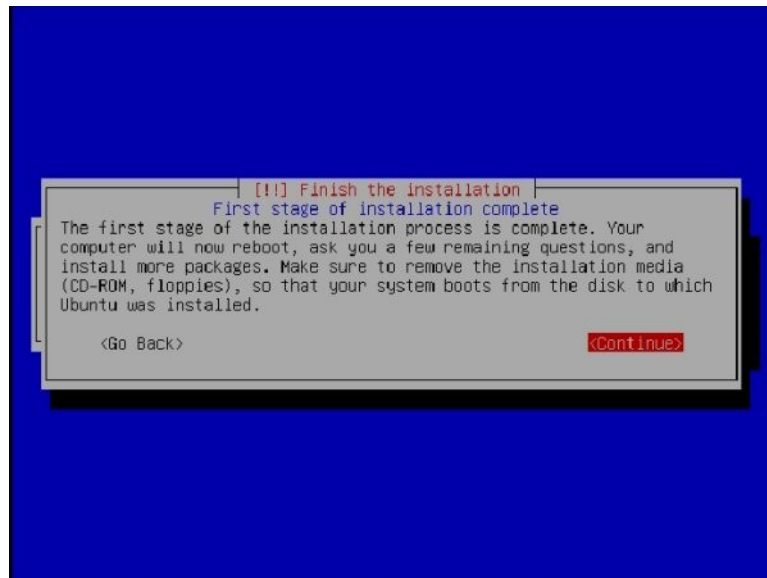 [!!] Finish the installation
First stage of installation complete
The first stage of the installation process is complete. Your
computer will now reboot, ask you a few remaining questions, and
install more packages. Make sure to remove the installation media
(CD-ROM, floppies), so that your system boots from the disk to which
Ubuntu was installed.
<Go Back> <Continue>